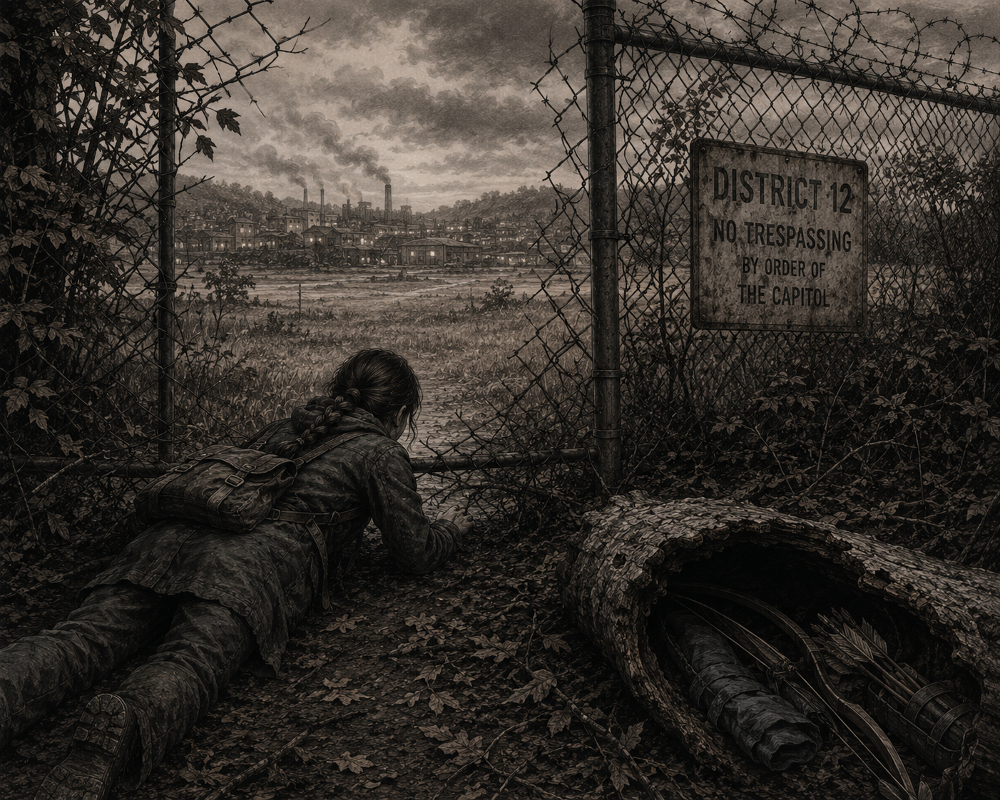 DISTRICT 12
NO TRESPASSING
BY ORDER OF
THE CAPITOL